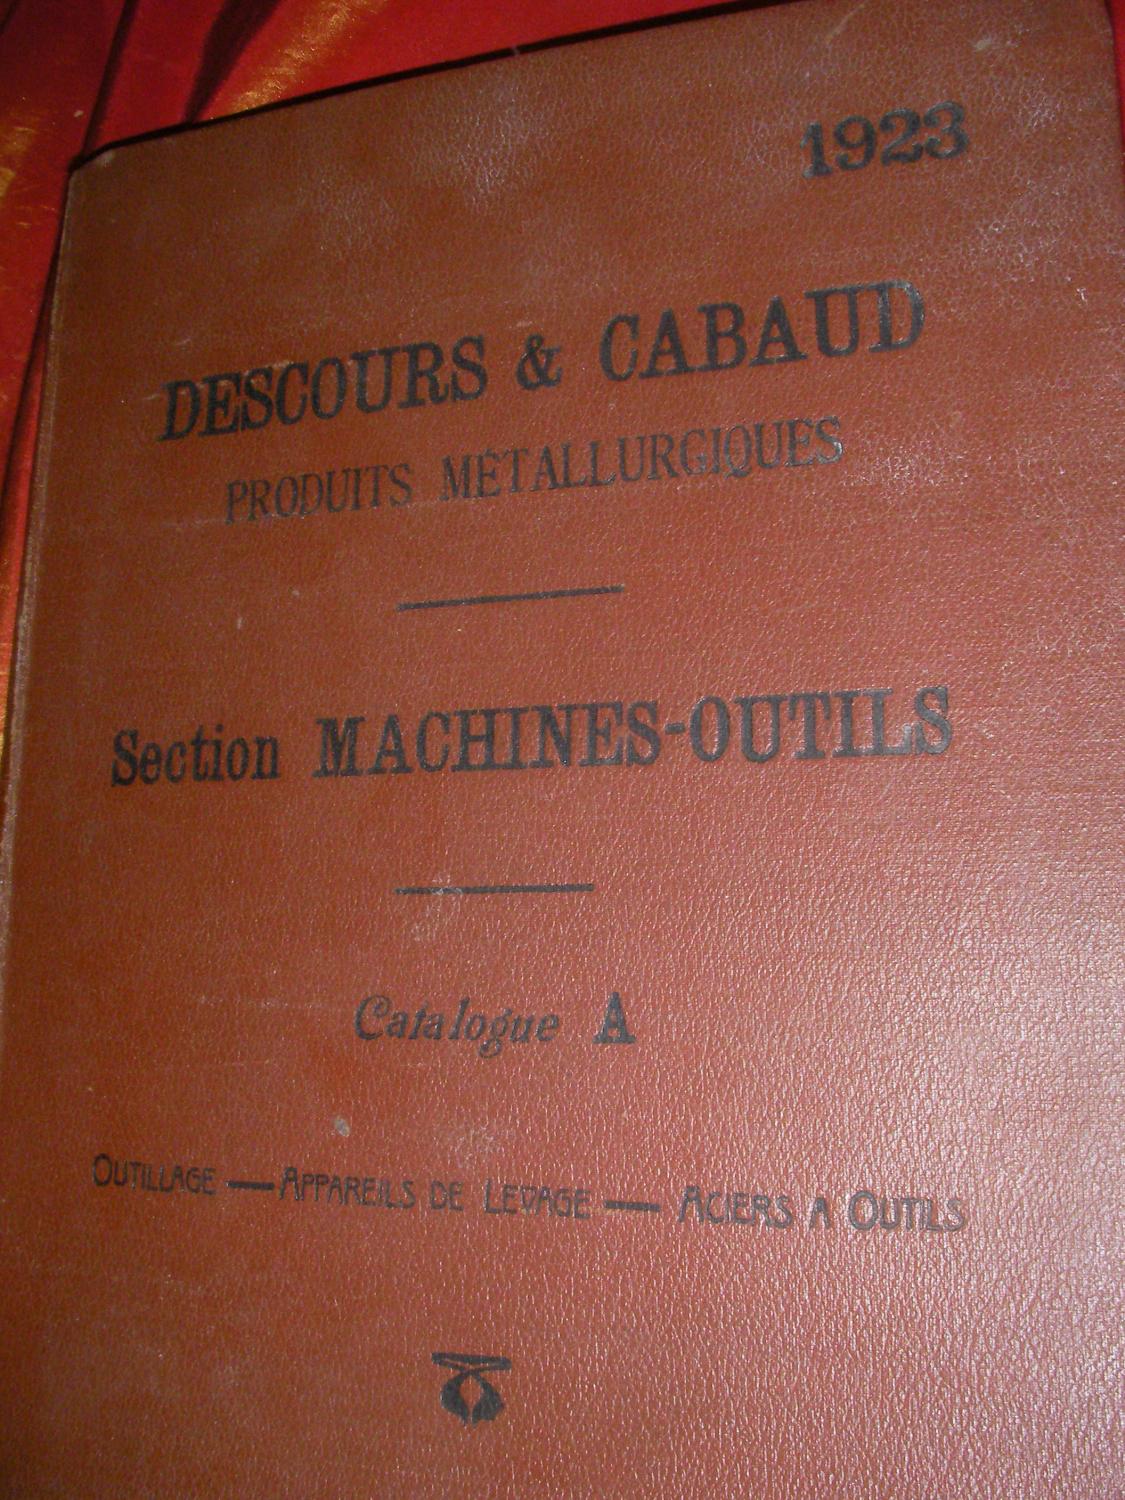 1923
DESCOURS & CABAUD
PRODUITS MÉTALLURGIQUES
Section MACHINES-OUTILS
Catalogue A
OUTILLAGE — APPAREILS DE LEVAGE — ACIERS A OUTILS